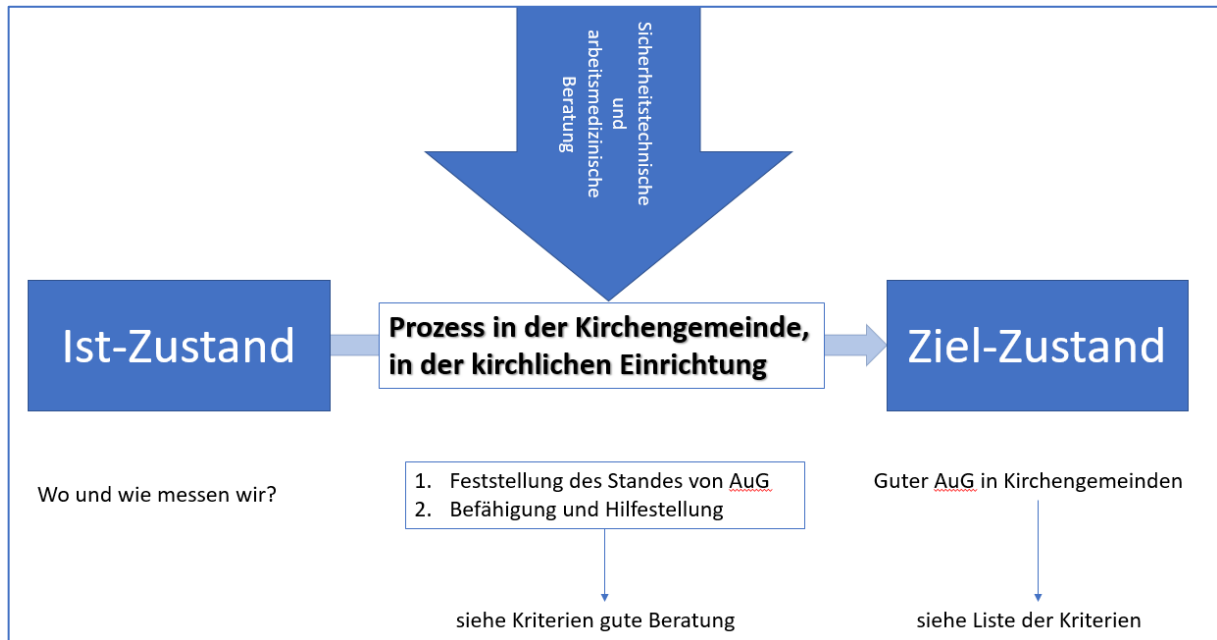 Sicherheitstechnische
und
arbeitsmedizinische
Beratung
Ist-Zustand
Prozess in der Kirchengemeinde,
in der kirchlichen Einrichtung
Ziel-Zustand
Wo und wie messen wir?
1. Feststellung des Standes von AuG
2. Befähigung und Hilfestellung
Guter AuG in Kirchengemeinden
siehe Kriterien gute Beratung
siehe Liste der Kriterien